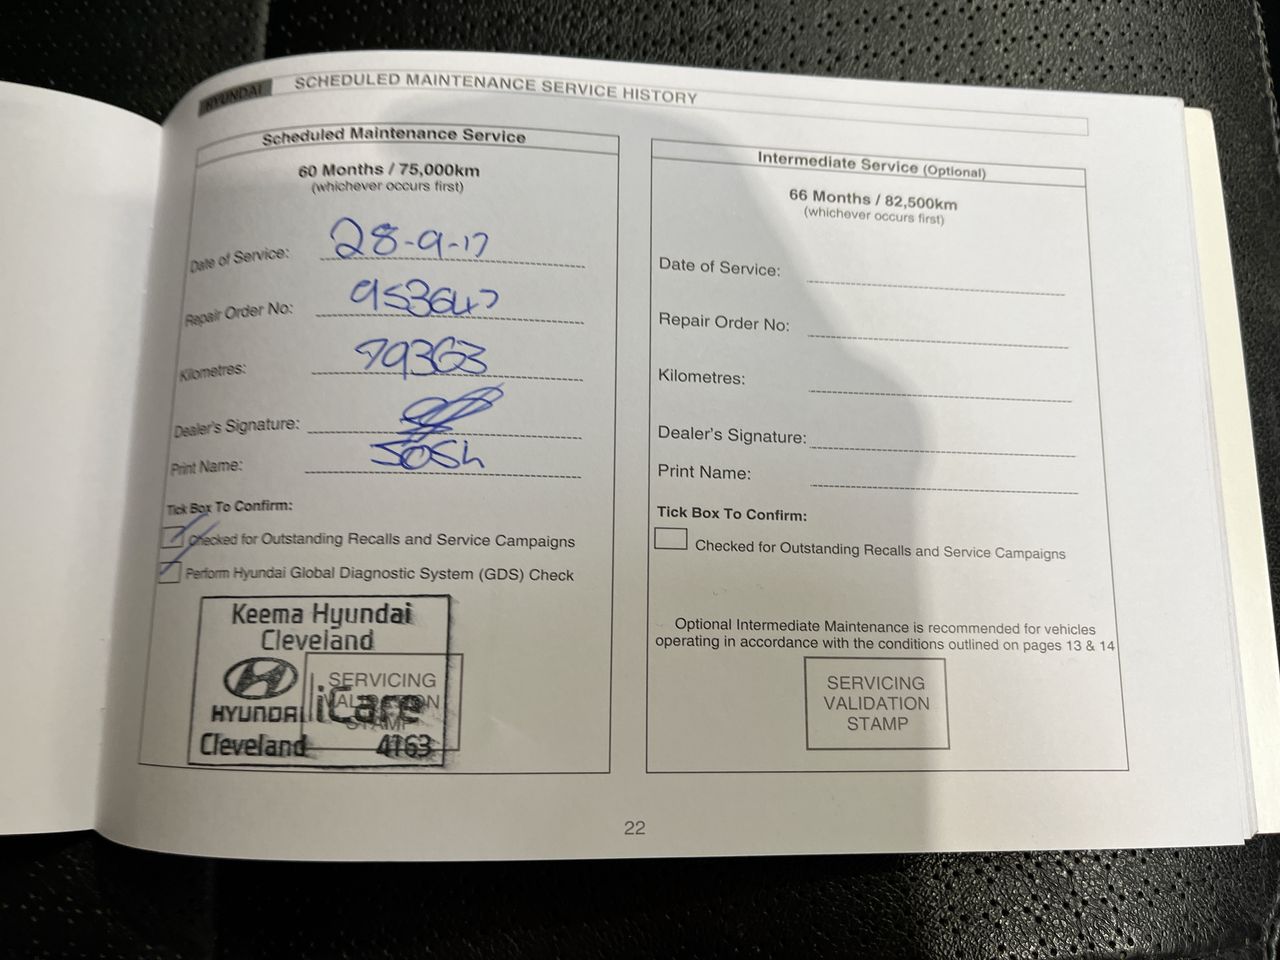 HYUNDAI
SCHEDULED MAINTENANCE SERVICE HISTORY
Scheduled Maintenance Service
60 Months / 75,000km
(whichever occurs first)
Date of Service: 28-9-17
Repair Order No: 953647
Kilometres: 79363
Dealer's Signature:
Print Name: JOSH
Tick Box To Confirm:
Checked for Outstanding Recalls and Service Campaigns
Perform Hyundai Global Diagnostic System (GDS) Check
Keema Hyundai
Cleveland
HYUNDAI iCare
Cleveland 4163
SERVICING
VALIDATION
STAMP
Intermediate Service (Optional)
66 Months / 82,500km
(whichever occurs first)
Date of Service:
Repair Order No:
Kilometres:
Dealer's Signature:
Print Name:
Tick Box To Confirm:
Checked for Outstanding Recalls and Service Campaigns
Optional Intermediate Maintenance is recommended for vehicles
operating in accordance with the conditions outlined on pages 13 & 14
SERVICING
VALIDATION
STAMP
22